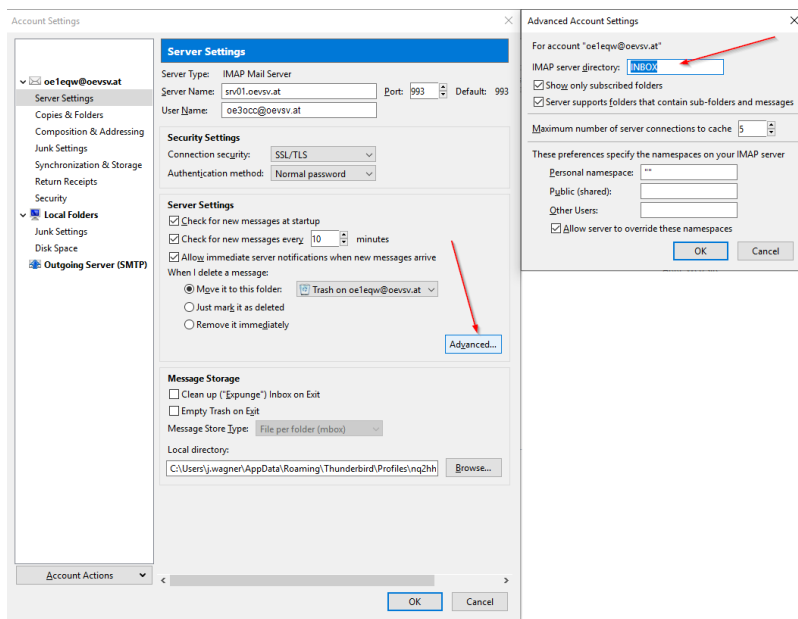 Account Settings
oe1eqw@oevsv.at
Server Settings
Copies & Folders
Composition & Addressing
Junk Settings
Synchronization & Storage
Return Receipts
Security
Local Folders
Junk Settings
Disk Space
Outgoing Server (SMTP)
Account Actions
Server Settings
Server Type: IMAP Mail Server
Server Name: srv01.oevsv.at Port: 993 Default: 993
User Name: oe3occ@oevsv.at
Security Settings
Connection security: SSL/TLS
Authentication method: Normal password
Server Settings
Check for new messages at startup
Check for new messages every 10 minutes
Allow immediate server notifications when new messages arrive
When I delete a message:
Move it to this folder: Trash on oe1eqw@oevsv.at
Just mark it as deleted
Remove it immediately
Advanced...
Message Storage
Clean up ("Expunge") Inbox on Exit
Empty Trash on Exit
Message Store Type: File per folder (mbox)
Local directory:
C:\Users\j.wagner\AppData\Roaming\Thunderbird\Profiles\nq2hh Browse...
OK Cancel
Advanced Account Settings
For account "oe1eqw@oevsv.at"
IMAP server directory: INBOX
Show only subscribed folders
Server supports folders that contain sub-folders and messages
Maximum number of server connections to cache 5
These preferences specify the namespaces on your IMAP server
Personal namespace: ""
Public (shared):
Other Users:
Allow server to override these namespaces
OK Cancel